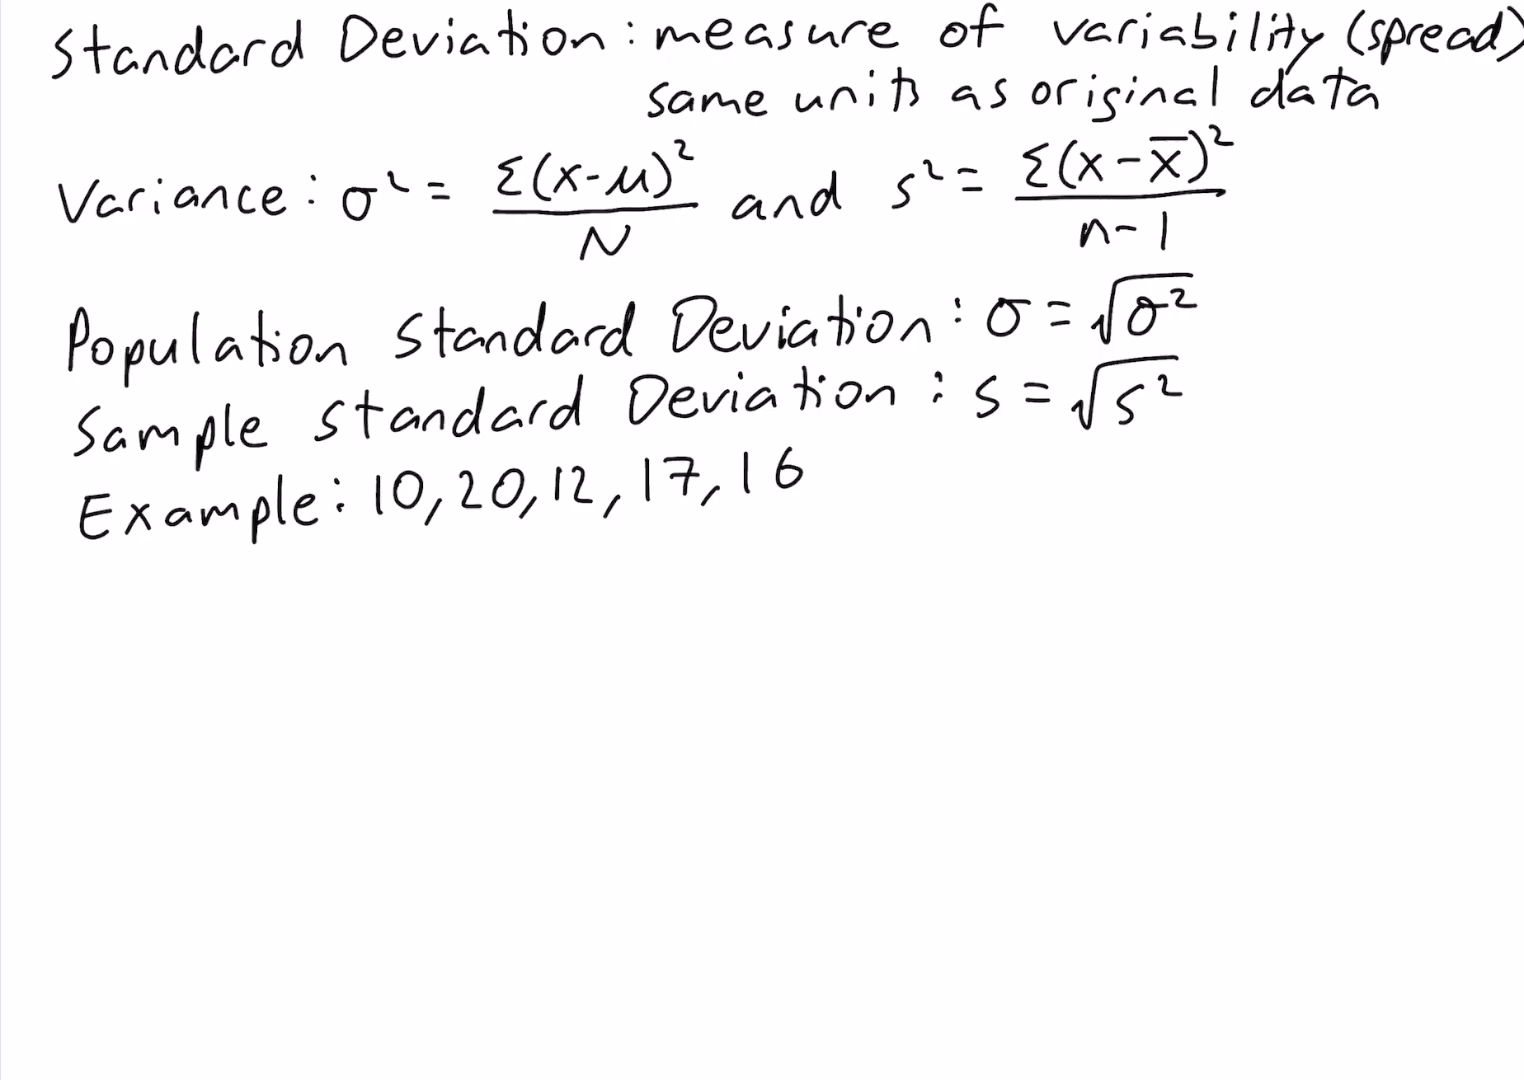 Standard Deviation: measure of variability (spread)
same units as original data
Variance: σ² = Σ(x-μ)² / N and s² = Σ(x-x̅)² / n-1
Population Standard Deviation: σ = √σ²
Sample Standard Deviation: s = √s²
Example: 10, 20, 12, 17, 16